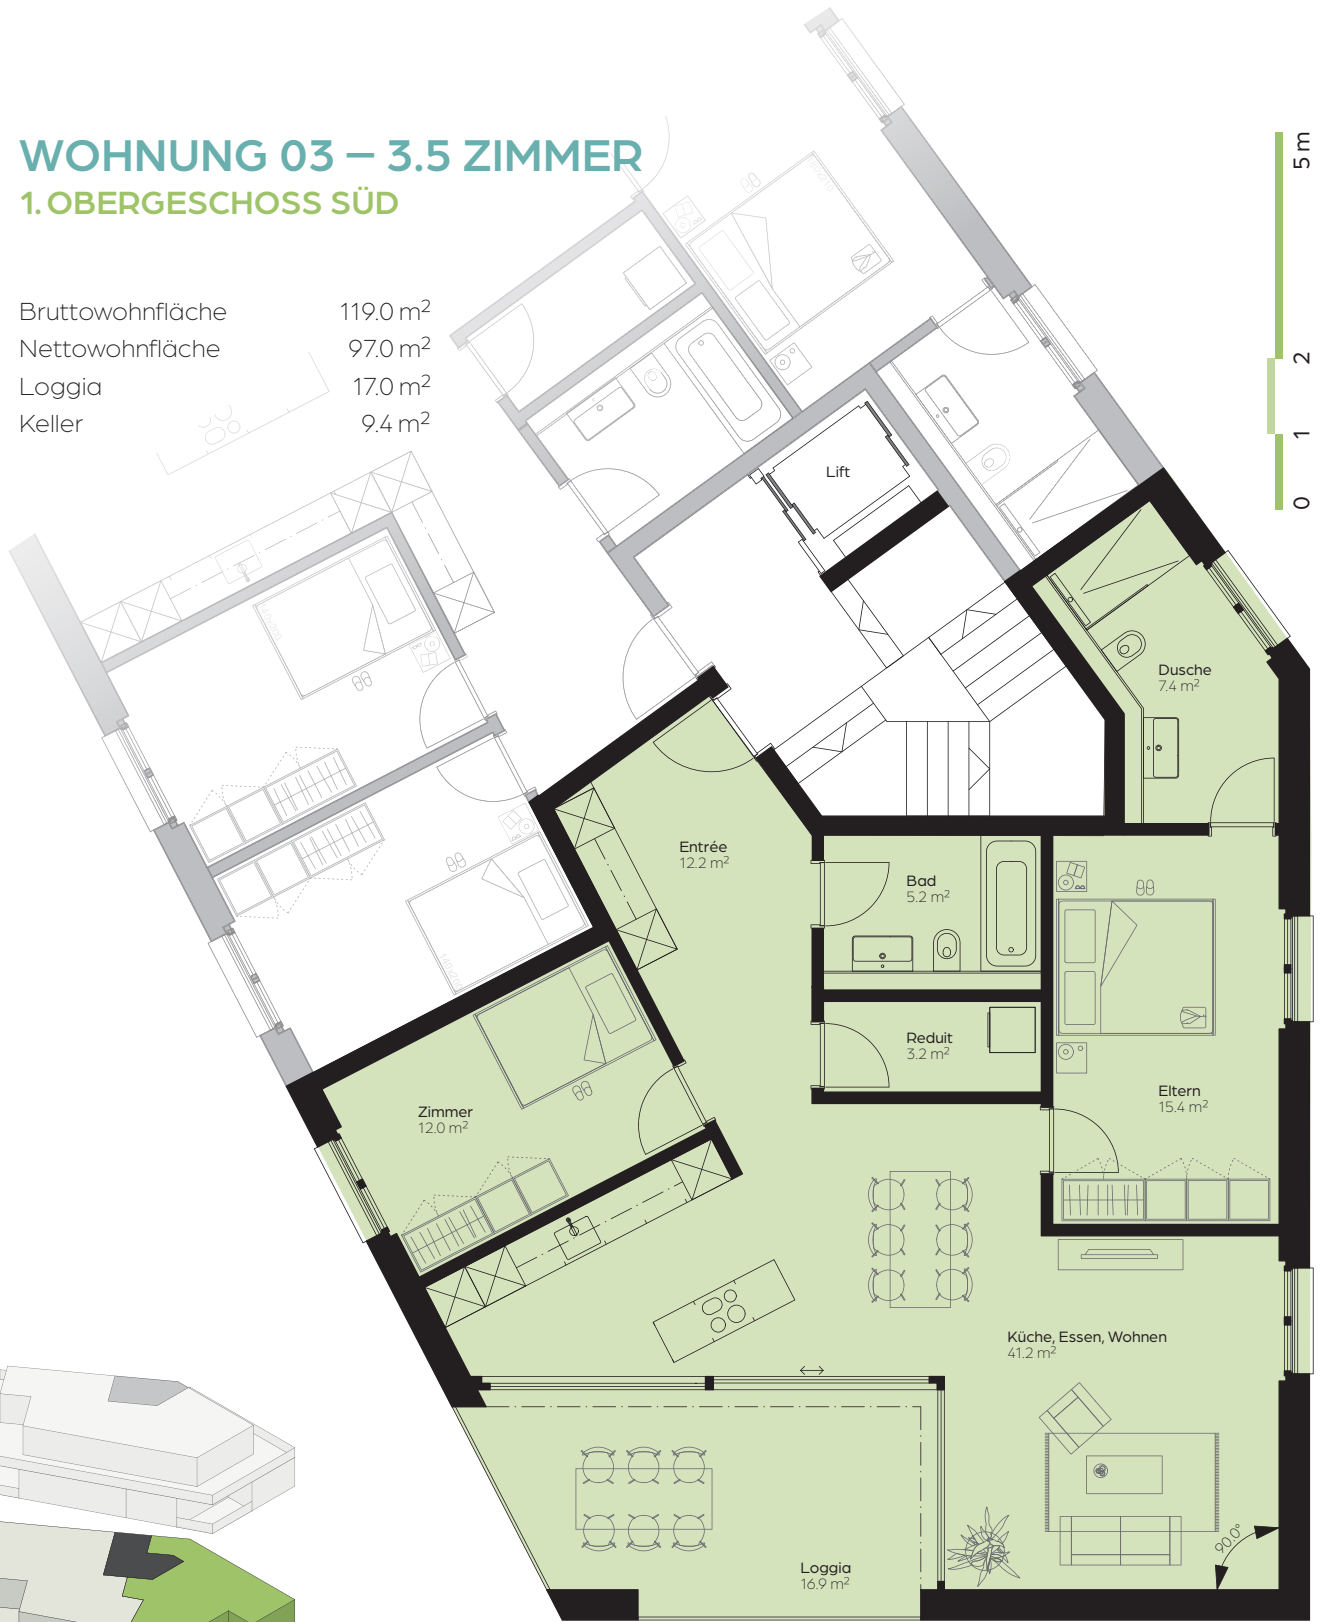 WOHNUNG 03 – 3.5 ZIMMER
1. OBERGESCHOSS SÜD
Bruttowohnfläche 119.0 m²
Nettowohnfläche 97.0 m²
Loggia 17.0 m²
Keller 9.4 m²
5 m
2
1
0
Lift
Dusche
7.4 m²
Entrée
12.2 m²
Bad
5.2 m²
Reduit
3.2 m²
Eltern
15.4 m²
Zimmer
12.0 m²
Küche, Essen, Wohnen
41.2 m²
Loggia
16.9 m²
90.0°